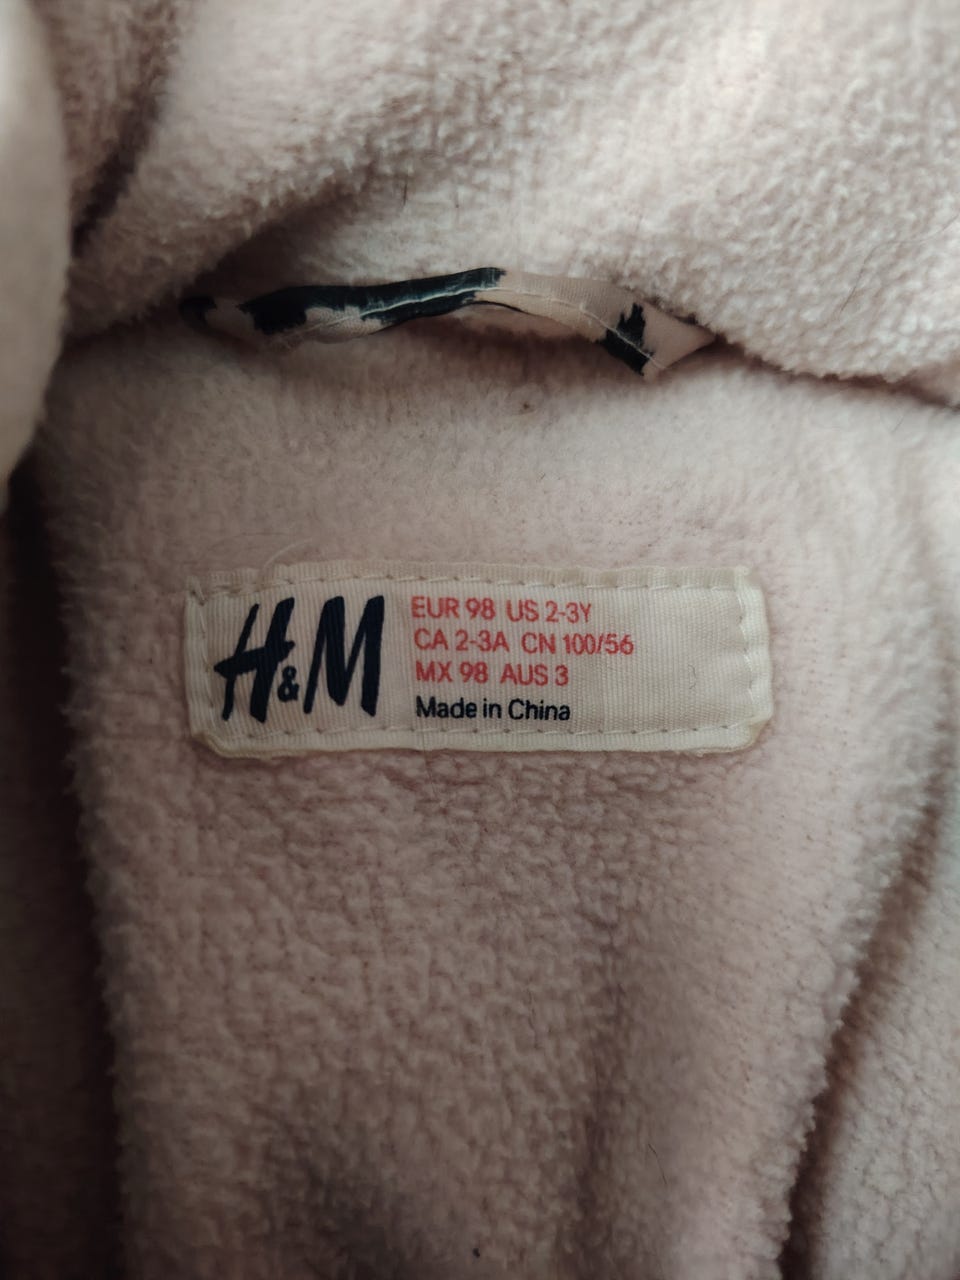 H&M
EUR 98 US 2-3Y
CA 2-3A CN 100/56
MX 98 AUS 3
Made in China